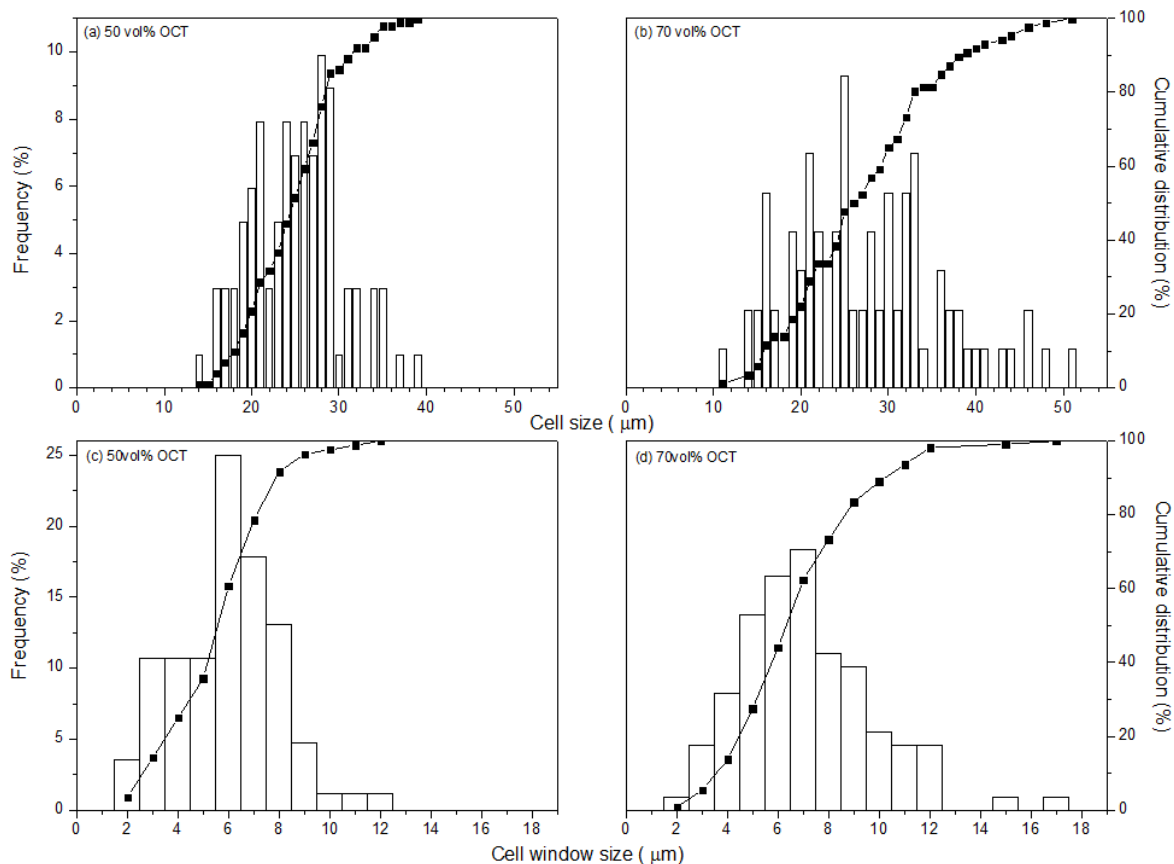 (a) 50 vol% OCT
(b) 70 vol% OCT
Frequency (%)
10
8
6
4
2
0
0 10 20 30 40 50
0 10 20 30 40 50
100
80
60
40
20
0
Cumulative distribution (%)
Cell size ( μm)
(c) 50vol% OCT
(d) 70vol% OCT
Frequency (%)
25
20
15
10
5
0
0 2 4 6 8 10 12 14 16 18
0 2 4 6 8 10 12 14 16 18
100
80
60
40
20
0
Cumulative distribution (%)
Cell window size ( μm)